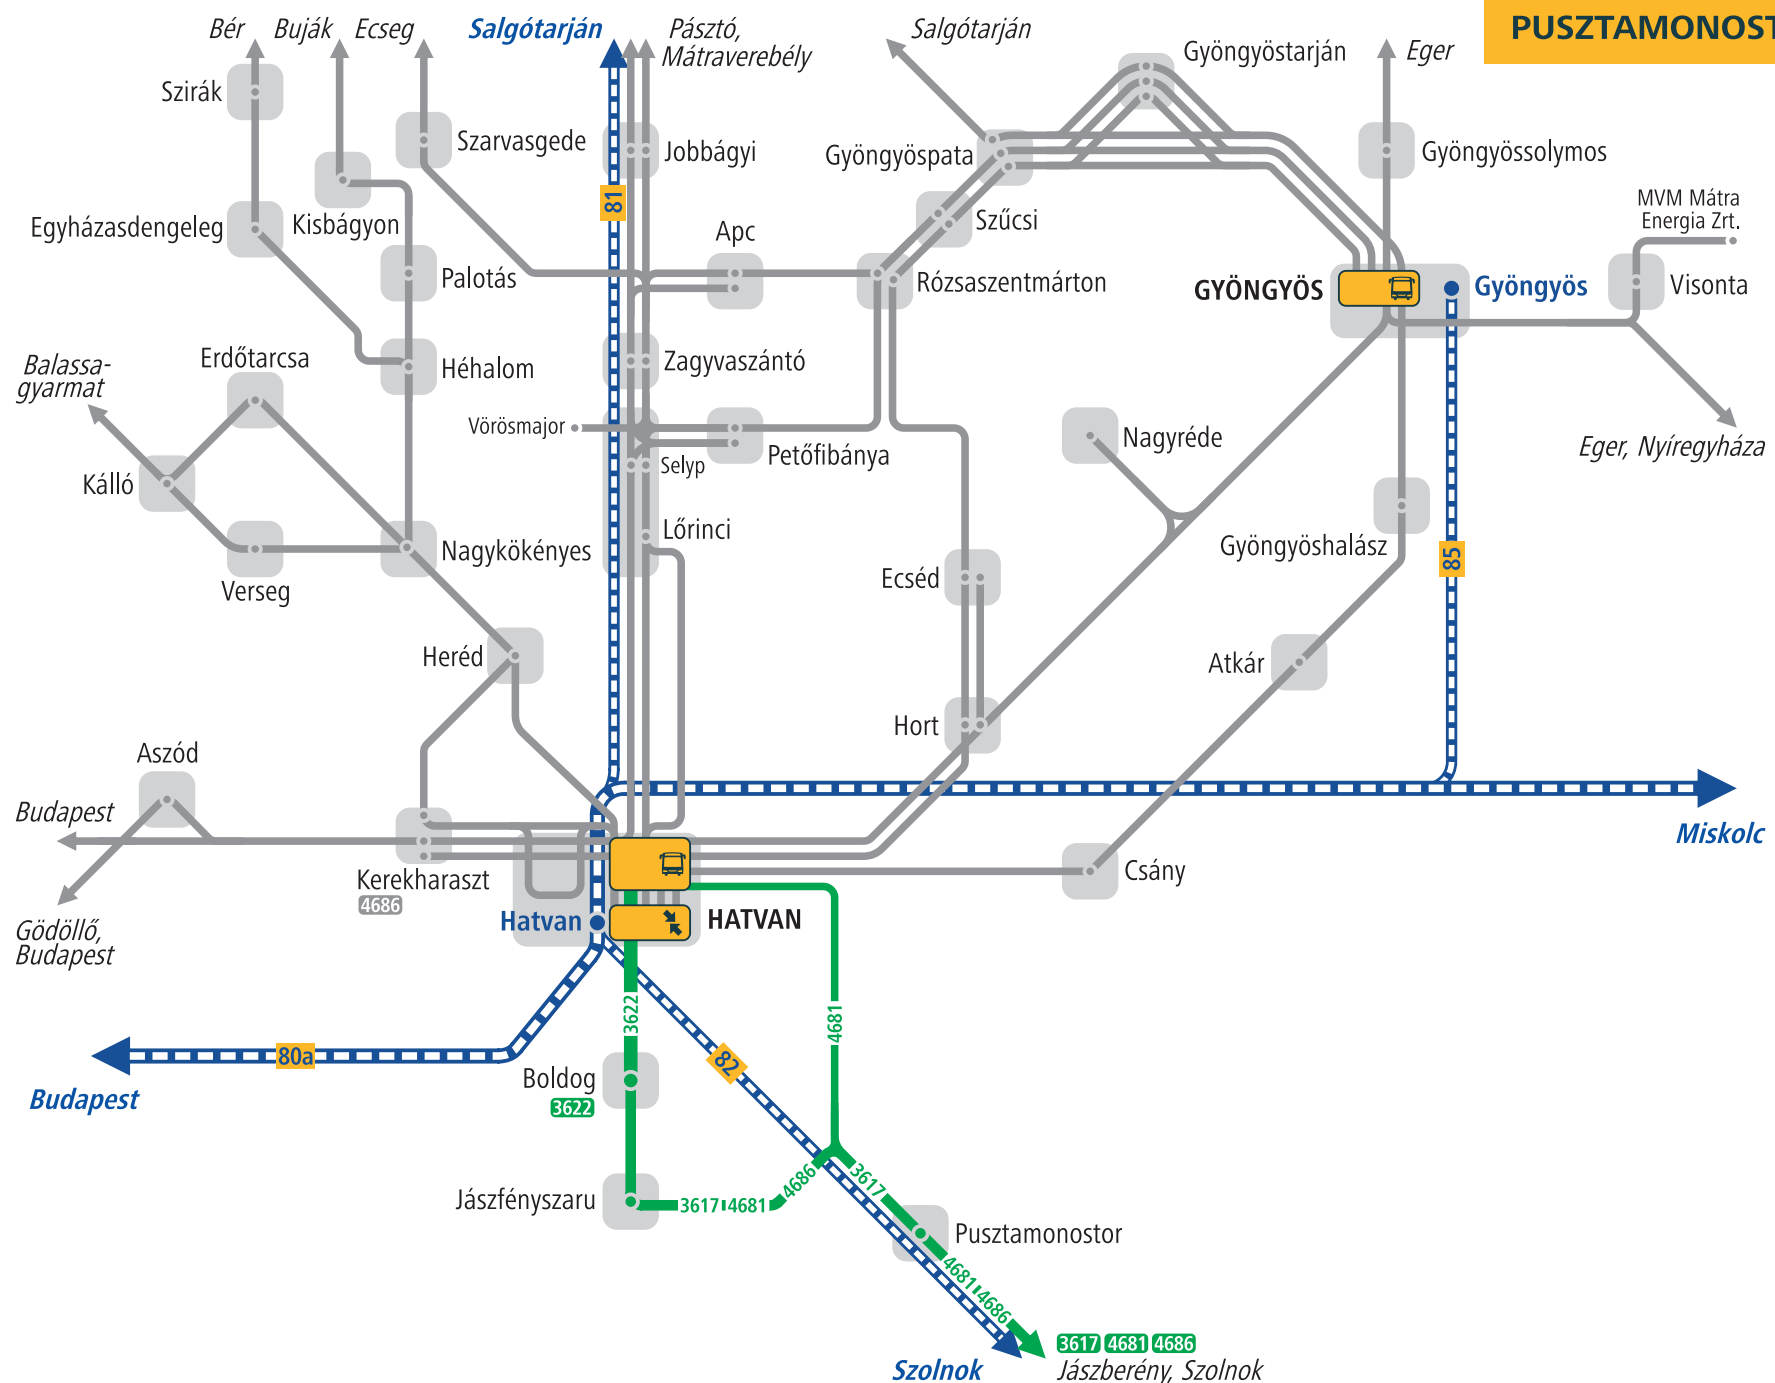 Bér
Buják
Ecseg
Salgótarján
Pásztó,
Mátraverebély
Salgótarján
Gyöngyöstarján
Eger
PUSZTAMONOST
Szirák
Szarvasgede
Jobbágyi
Gyöngyöspata
Gyöngyössolymos
81
MVM Mátra
Energia Zrt.
Egyházasdengeleg
Kisbágyon
Apc
Szűcsi
Palotás
Rózsaszentmárton
GYÖNGYÖS
Gyöngyös
Visonta
Balassa-
gyarmat
Erdőtarcsa
Héhalom
Zagyvaszántó
Vörösmajor
Petőfibánya
Selyp
Nagyréde
Eger, Nyíregyháza
Kálló
Verseg
Nagykökényes
Lőrinci
Ecséd
Gyöngyöshalász
85
Heréd
Hort
Atkár
Aszód
Budapest
Gödöllő,
Budapest
Kerekharaszt
4686
Hatvan
HATVAN
Csány
Miskolc
80a
Budapest
3622
4681
82
Boldog
3622
Jászfényszaru
3617 4681
4686
3617
Pusztamonostor
4681 4686
3617 4681 4686
Szolnok
Jászberény, Szolnok